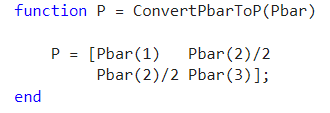 function P = ConvertPbarToP(Pbar)
P = [Pbar(1) Pbar(2)/2
Pbar(2)/2 Pbar(3)];
end